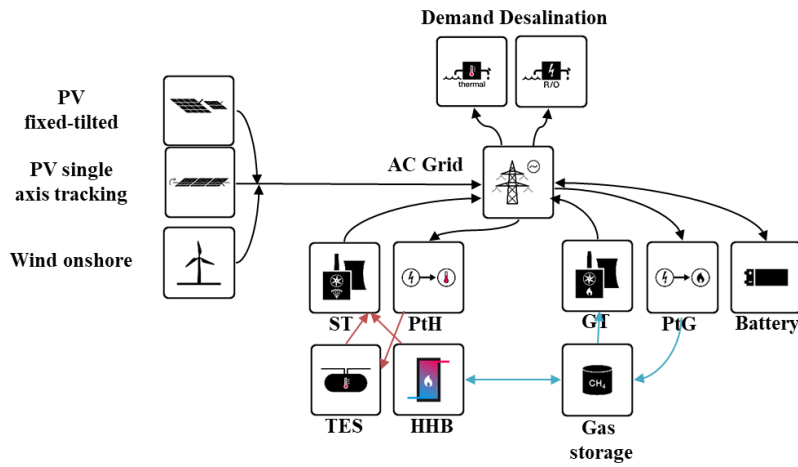 Demand Desalination
thermal
R/O
PV
fixed-tilted
PV single
axis tracking
AC Grid
Wind onshore
ST
PtH
GT
PtG
Battery
CH₄
TES
HHB
Gas
storage